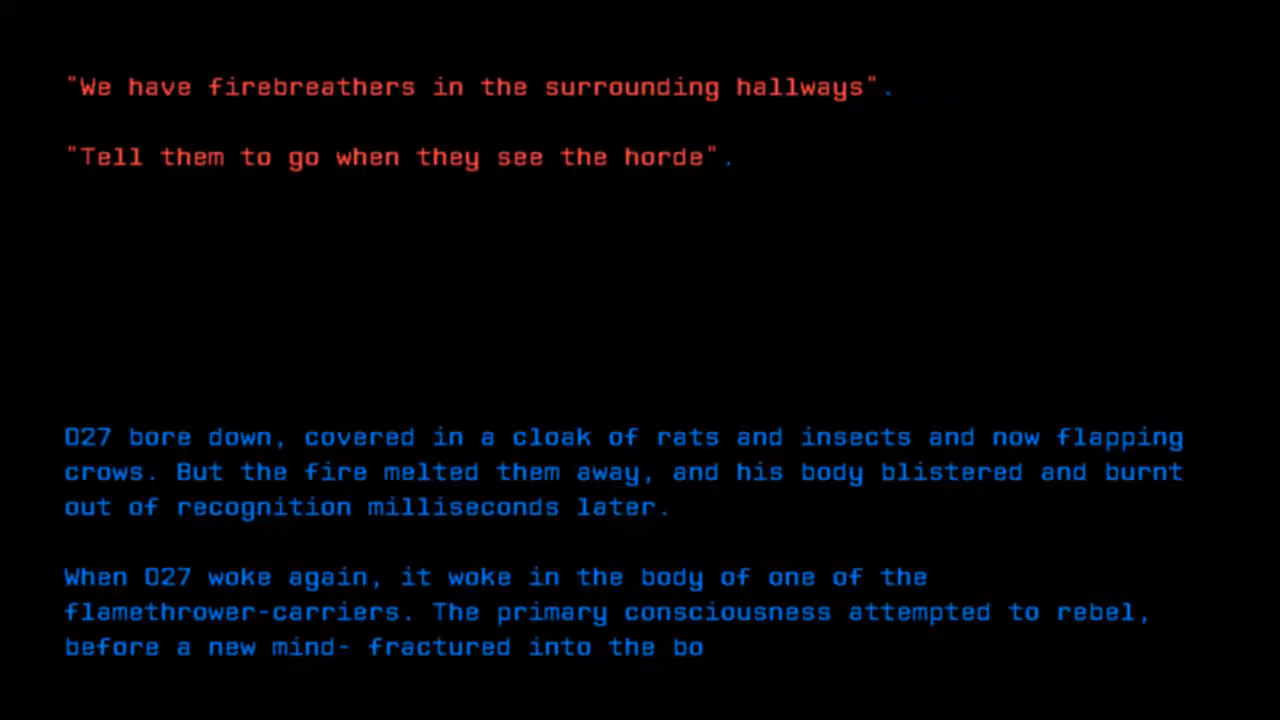 "We have firebreathers in the surrounding hallways".
"Tell them to go when they see the horde".
027 bore down, covered in a cloak of rats and insects and now flapping
crows. But the fire melted them away, and his body blistered and burnt
out of recognition milliseconds later.
When 027 woke again, it woke in the body of one of the
flamethrower-carriers. The primary consciousness attempted to rebel,
before a new mind- fractured into the bo